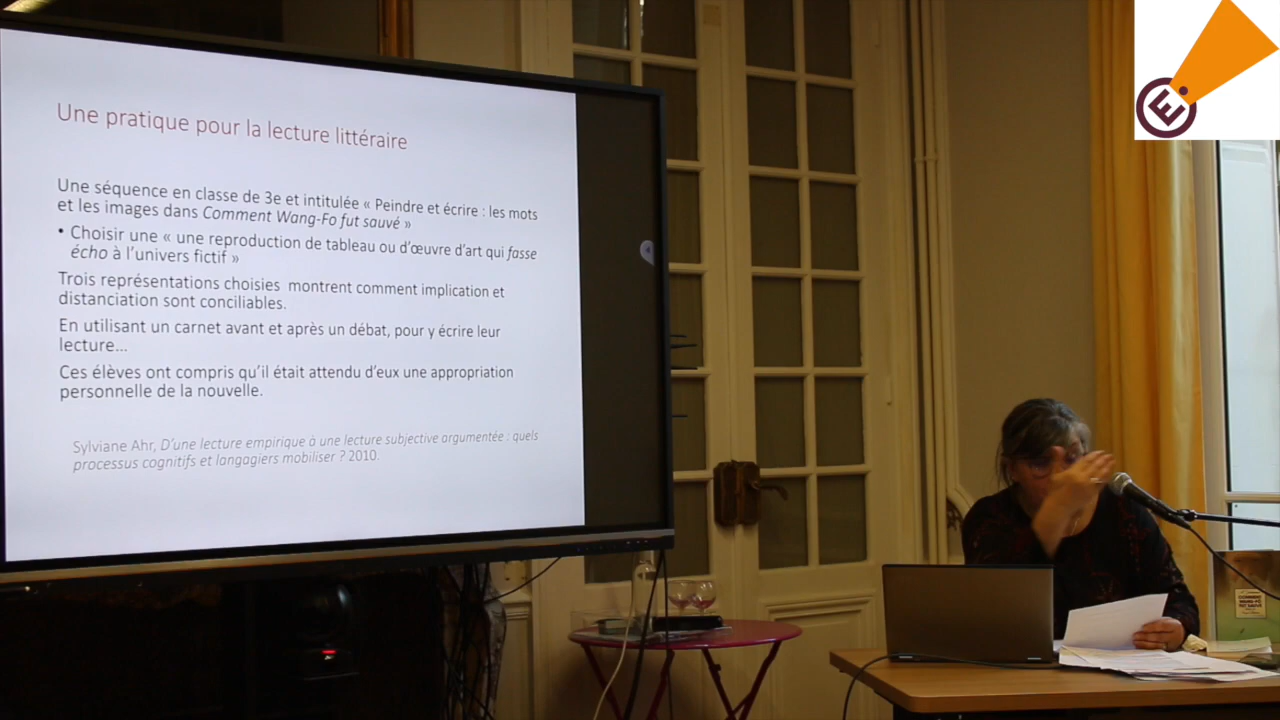 Une pratique pour la lecture littéraire
Une séquence en classe de 3e et intitulée « Peindre et écrire : les mots
et les images dans Comment Wang-Fo fut sauvé »
• Choisir une « une reproduction de tableau ou d’œuvre d’art qui fasse
écho à l’univers fictif »
Trois représentations choisies montrent comment implication et
distanciation sont conciliables.
En utilisant un carnet avant et après un débat, pour y écrire leur
lecture...
Ces élèves ont compris qu’il était attendu d’eux une appropriation
personnelle de la nouvelle.
Sylviane Ahr, D’une lecture empirique à une lecture subjective argumentée : quels
processus cognitifs et langagiers mobiliser ? 2010.
E
COMMENT
WANG-FÔ
FUT SAUVÉ